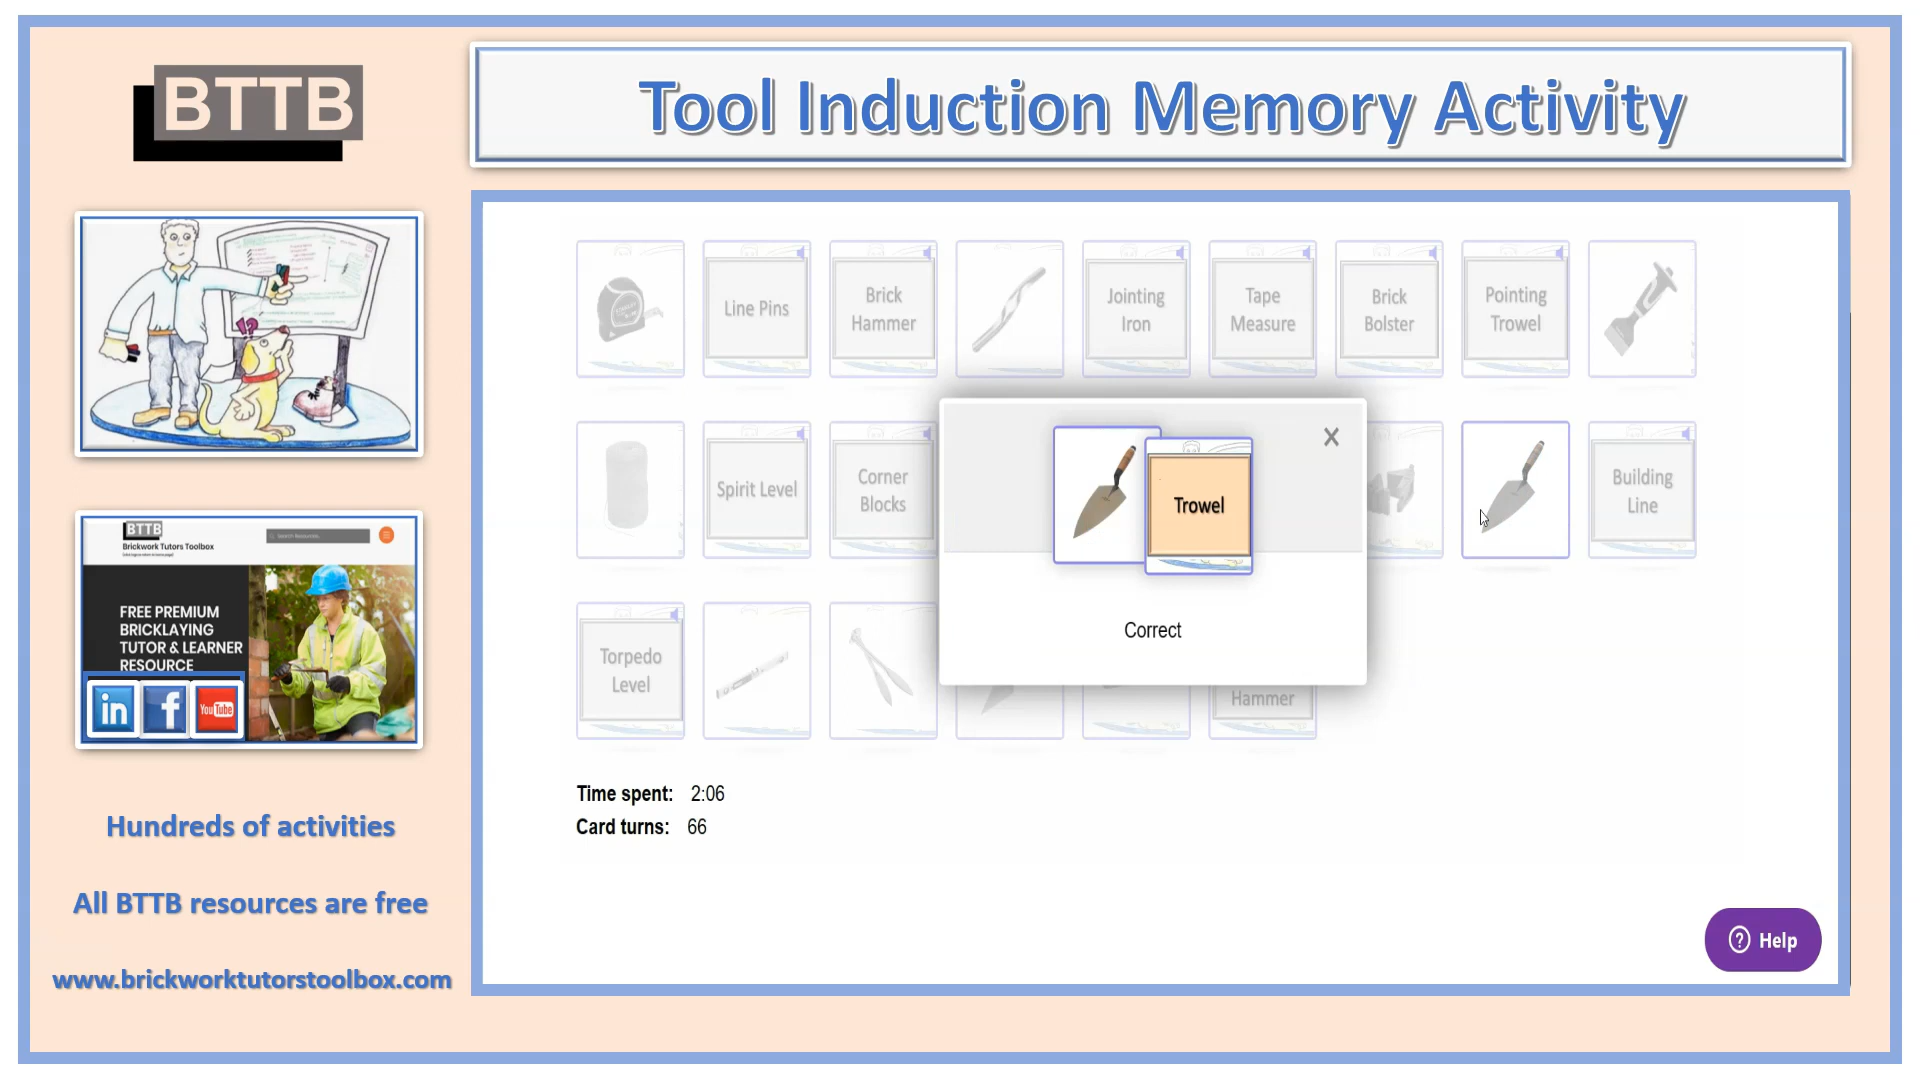 BTTB
Tool Induction Memory Activity
Line Pins
Brick
Hammer
Jointing
Iron
Tape
Measure
Brick
Bolster
Pointing
Trowel
Spirit Level
Corner
Blocks
Trowel
Building
Line
Correct
Torpedo
Level
Hammer
Time spent: 2:06
Card turns: 66
BTTB
Brickwork Tutors Toolbox
Search Resources..
FREE PREMIUM
BRICKLAYING
TUTOR & LEARNER
RESOURCE
in
f
YouTube
Hundreds of activities
All BTTB resources are free
www.brickworktutorstoolbox.com
Help